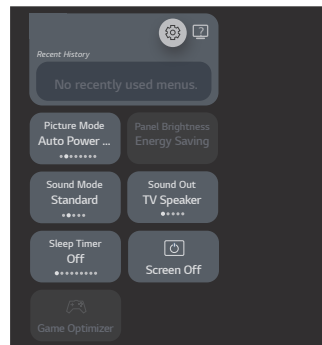 ?
Recent History
No recently used menus.
Picture Mode
Auto Power ...
Panel Brightness
Energy Saving
Sound Mode
Standard
Sound Out
TV Speaker
Sleep Timer
Off
Screen Off
Game Optimizer